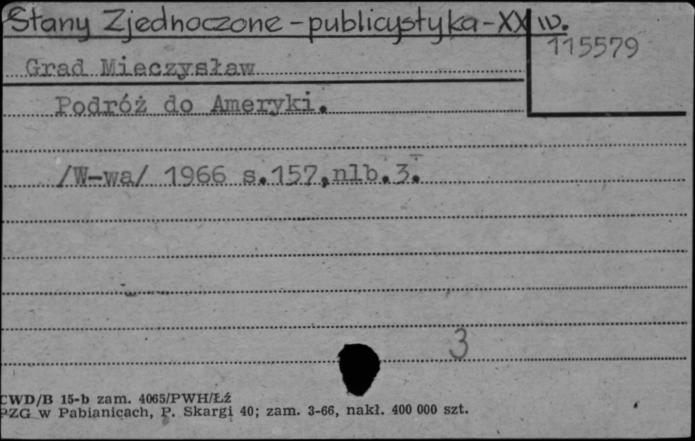 Stany Zjednoczone - publicystyka - XX w.
115579
Grad Mieczysław
Podróż do Ameryki.
/W-wa/ 1966 s.157,nlb.3.
3
CWD/B 15-b zam. 4065/PWH/Łź
PZG w Pabianicach, P. Skargi 40; zam. 3-66, nakł. 400 000 szt.